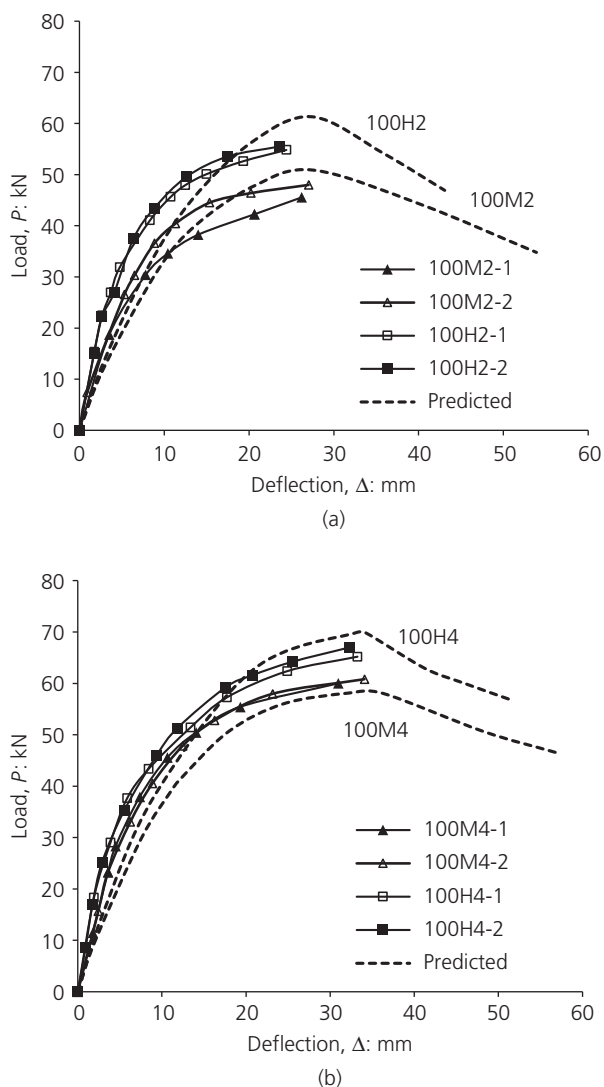 80
70
60
50
40
30
20
10
0
Load, P: kN
100H2
100M2
100M2-1
100M2-2
100H2-1
100H2-2
Predicted
0 10 20 30 40 50 60
Deflection, Δ: mm
(a)
80
70
60
50
40
30
20
10
0
Load, P: kN
100H4
100M4
100M4-1
100M4-2
100H4-1
100H4-2
Predicted
0 10 20 30 40 50 60
Deflection, Δ: mm
(b)